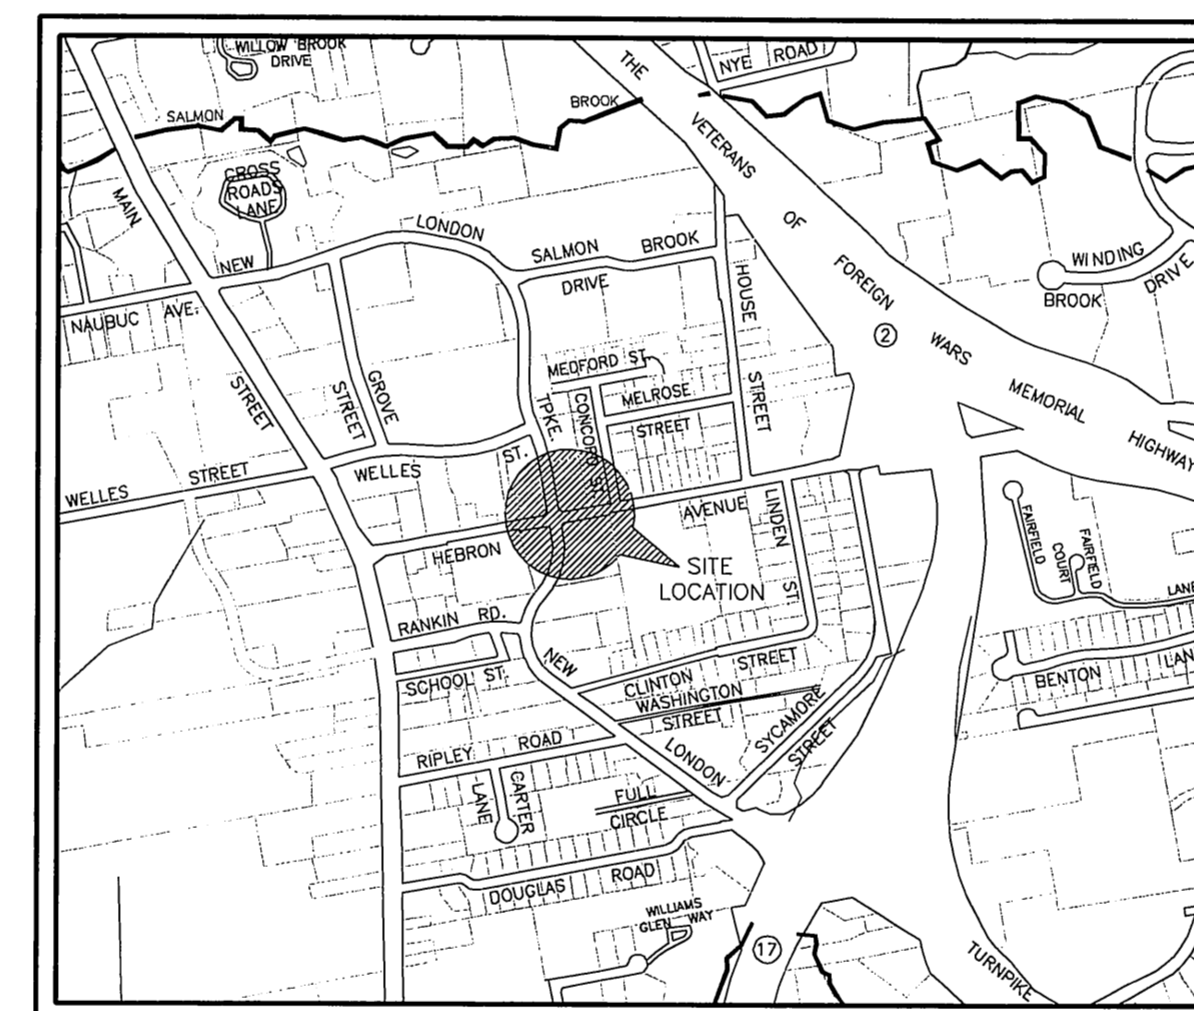 WILLOW BROOK
DRIVE
THE
NYE ROAD
SALMON
BROOK
VETERANS
CROSS
ROADS
LANE
MAIN
OF
LONDON
SALMON BROOK
DRIVE
NEW
WINDING
BROOK
DRIVE
HOUSE
FOREIGN
NAUBUC AVE.
2
WARS
MEDFORD ST.
STREET
STREET
GROVE
TPKE.
CONCORD ST.
MELROSE
STREET
STREET
MEMORIAL
HIGHWAY
WELLES
STREET
WELLES
ST.
HEBRON
AVENUE
LINDEN
ST.
FAIRFIELD
COURT
FAIRFIELD
LANE
SITE
LOCATION
RANKIN RD.
NEW
SCHOOL ST.
CLINTON
STREET
WASHINGTON
STREET
SYCAMORE
STREET
BENTON
LAN
RIPLEY ROAD
LONDON
LANE
CARTER
FULL
CIRCLE
DOUGLAS ROAD
WILLIAMS
GLEN WAY
17
TURNPIKE